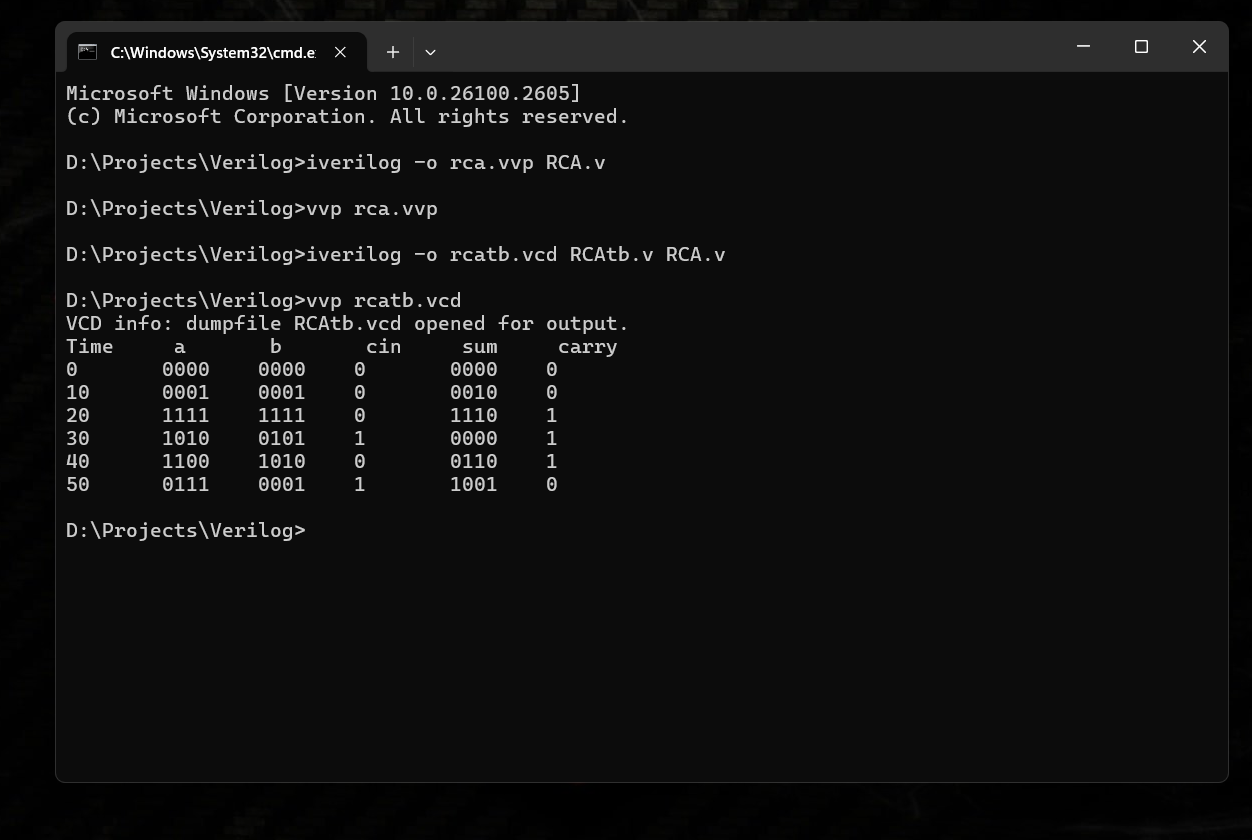 C:\Windows\System32\cmd.e
Microsoft Windows [Version 10.0.26100.2605]
(c) Microsoft Corporation. All rights reserved.
D:\Projects\Verilog>iverilog -o rca.vvp RCA.v
D:\Projects\Verilog>vvp rca.vvp
D:\Projects\Verilog>iverilog -o rcatb.vcd RCAtb.v RCA.v
D:\Projects\Verilog>vvp rcatb.vcd
VCD info: dumpfile RCAtb.vcd opened for output.
Time a b cin sum carry
0 0000 0000 0 0000 0
10 0001 0001 0 0010 0
20 1111 1111 0 1110 1
30 1010 0101 1 0000 1
40 1100 1010 0 0110 1
50 0111 0001 1 1001 0
D:\Projects\Verilog>